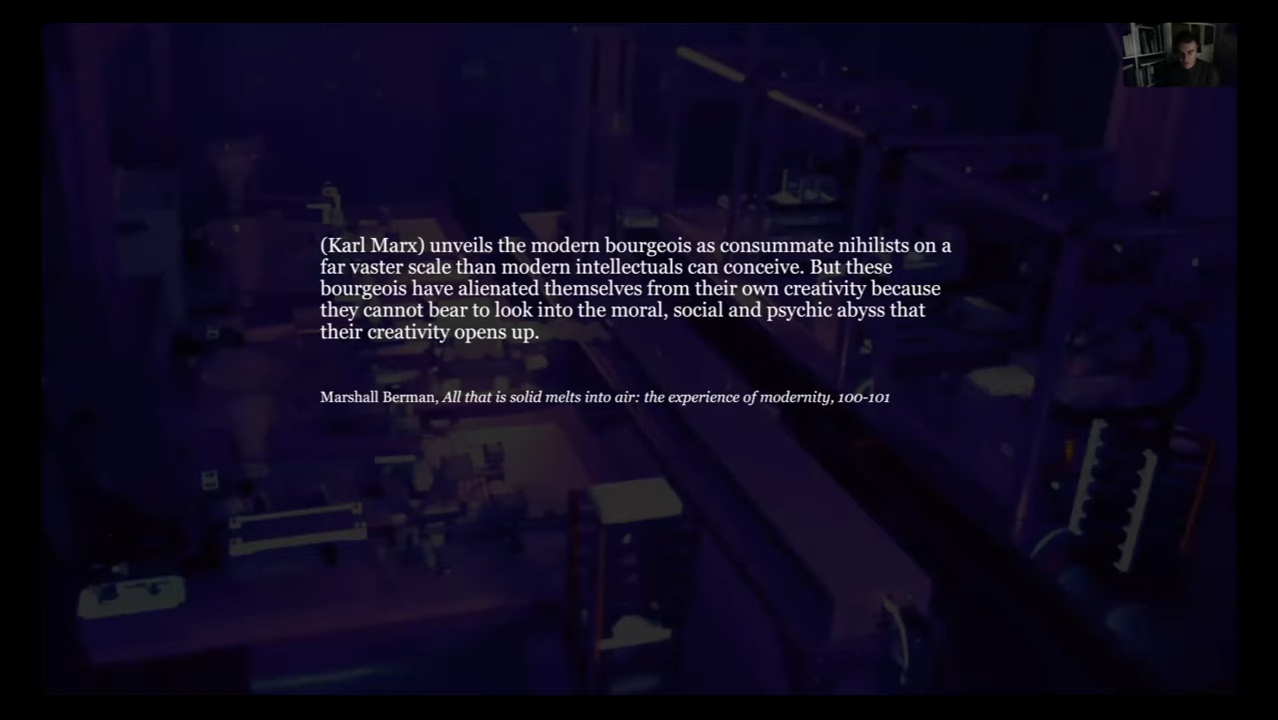 (Karl Marx) unveils the modern bourgeois as consummate nihilists on a
far vaster scale than modern intellectuals can conceive. But these
bourgeois have alienated themselves from their own creativity because
they cannot bear to look into the moral, social and psychic abyss that
their creativity opens up.
Marshall Berman, All that is solid melts into air: the experience of modernity, 100-101